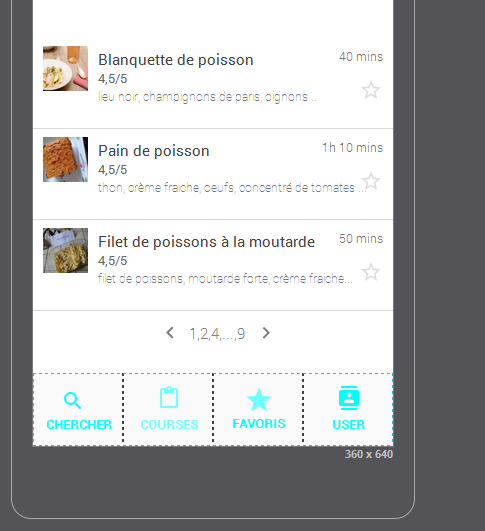 Blanquette de poisson
40 mins
4,5/5
lieu noir, champignons de paris, oignons ..
Pain de poisson
1h 10 mins
4,5/5
thon, crème fraiche, oeufs, concentré de tomates ...
Filet de poissons à la moutarde
50 mins
4,5/5
filet de poissons, moutarde forte, crème fraiche...
1,2,4,...,9
CHERCHER
COURSES
FAVORIS
USER
360 x 640